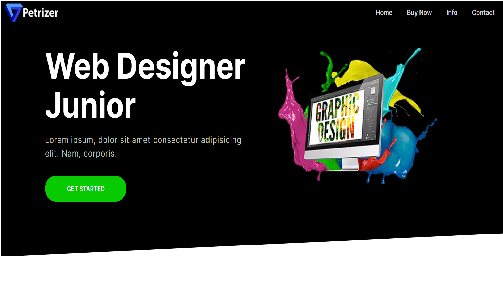 Petrizer
Home Buy Now Info Contact
Web Designer
Junior
Lorem ipsum, dolor sit amet consectetur adipisicing
elit. Nam, corporis.
GRAPHIC
DESIGN
GET STARTED